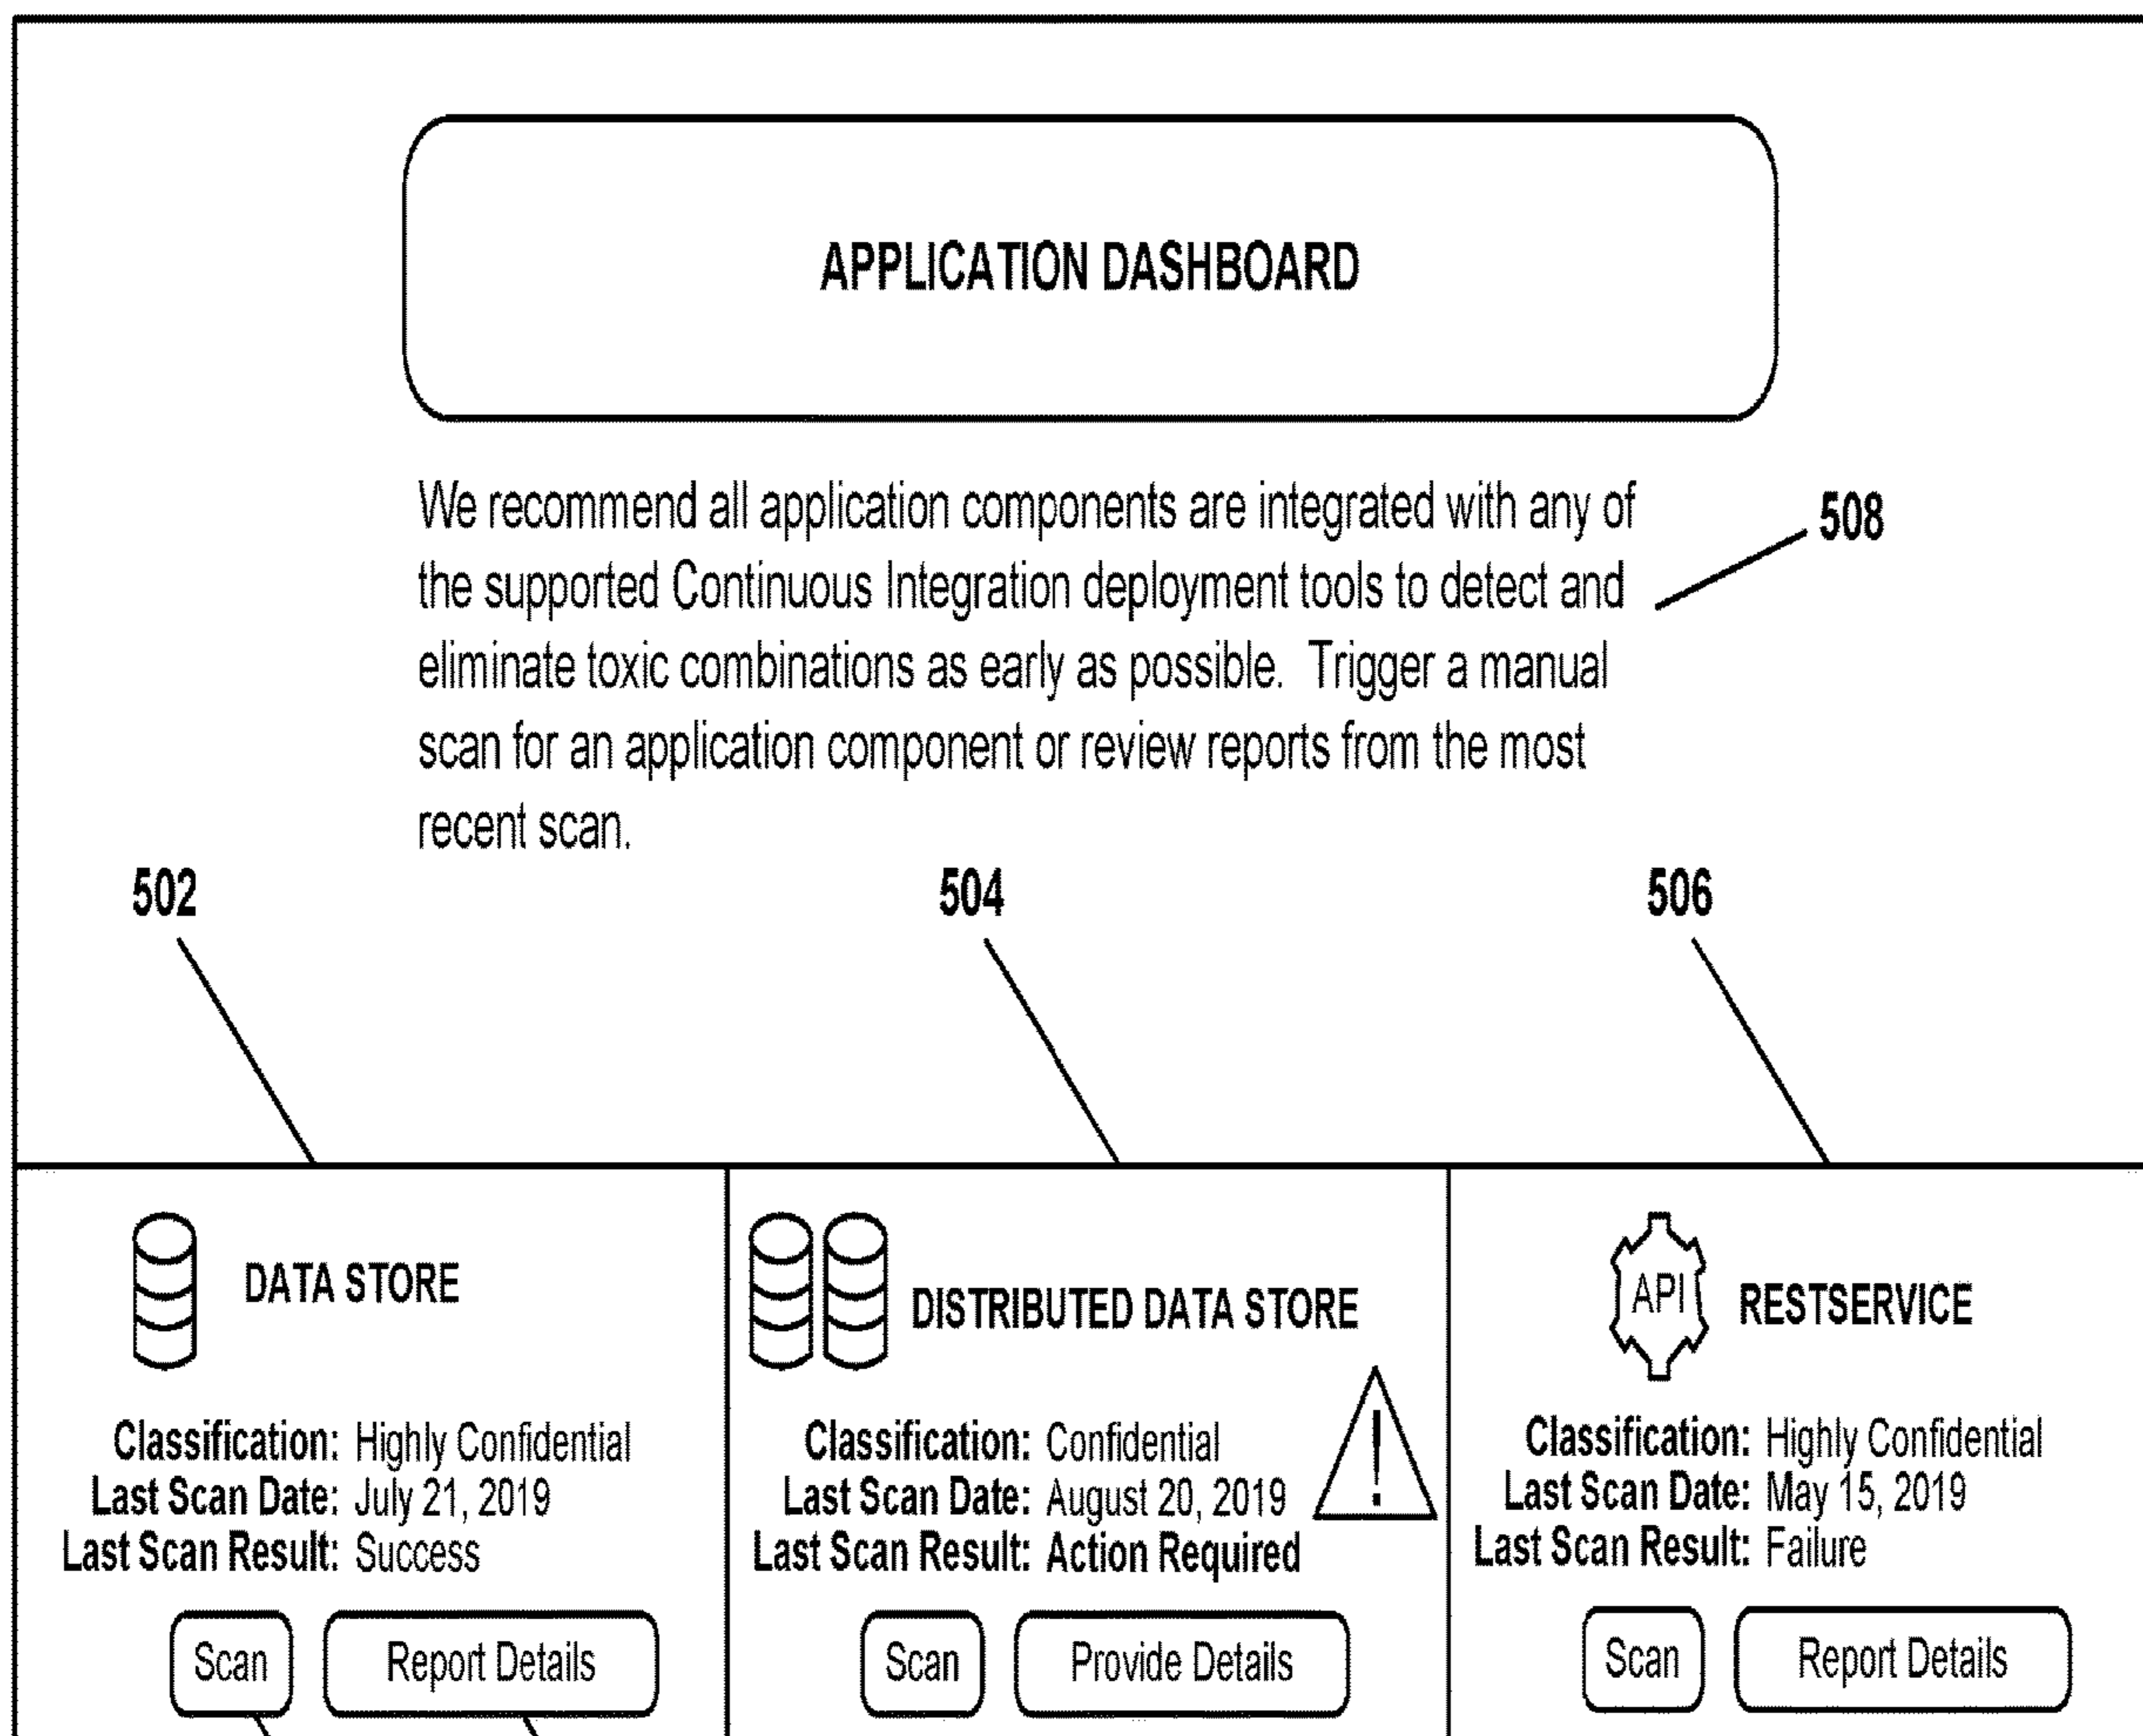 APPLICATION DASHBOARD
We recommend all application components are integrated with any of
the supported Continuous Integration deployment tools to detect and
eliminate toxic combinations as early as possible. Trigger a manual
scan for an application component or review reports from the most
recent scan.
508
502
504
506
DATA STORE
Classification: Highly Confidential
Last Scan Date: July 21, 2019
Last Scan Result: Success
Scan
Report Details
DISTRIBUTED DATA STORE
Classification: Confidential
Last Scan Date: August 20, 2019
Last Scan Result: Action Required
!
Scan
Provide Details
API
RESTSERVICE
Classification: Highly Confidential
Last Scan Date: May 15, 2019
Last Scan Result: Failure
Scan
Report Details